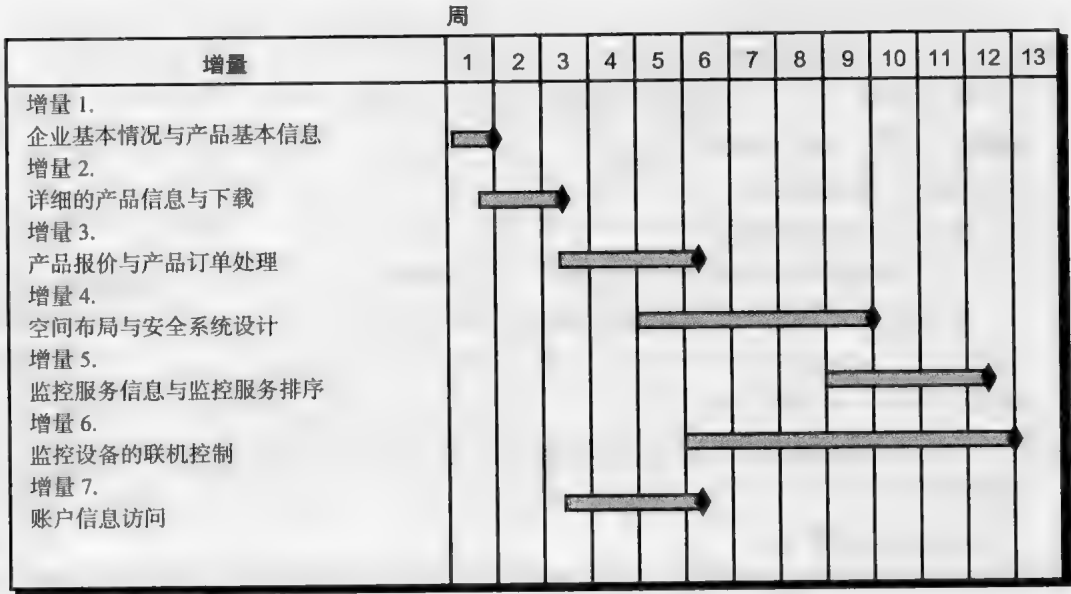 周
增量 1 2 3 4 5 6 7 8 9 10 11 12 13
增量 1.
企业基本情况与产品基本信息
增量 2.
详细的产品信息与下载
增量 3.
产品报价与产品订单处理
增量 4.
空间布局与安全系统设计
增量 5.
监控服务信息与监控服务排序
增量 6.
监控设备的联机控制
增量 7.
账户信息访问